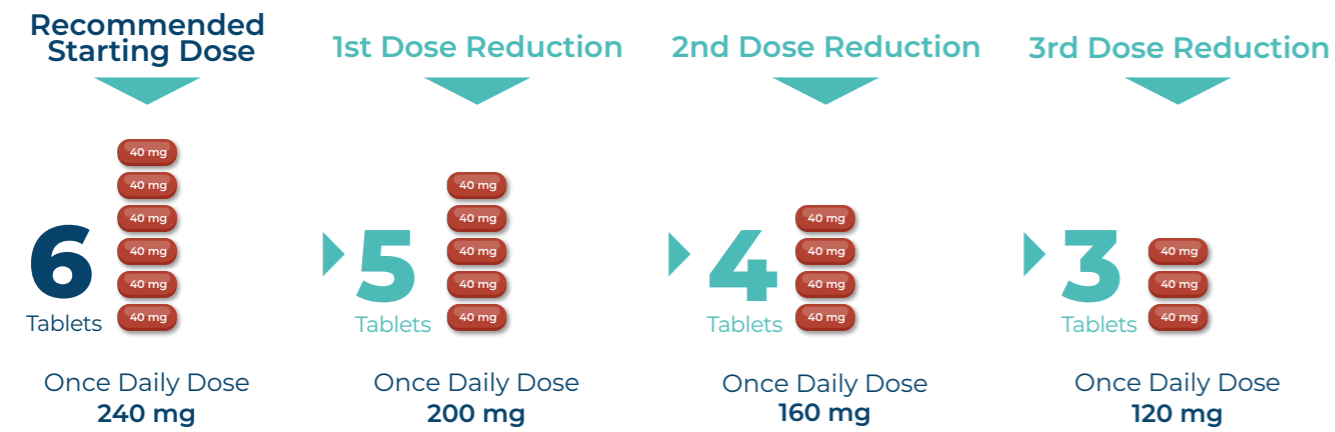 Recommended
Starting Dose
40 mg
40 mg
40 mg
40 mg
40 mg
40 mg
6
Tablets
Once Daily Dose
240 mg
1st Dose Reduction
40 mg
40 mg
40 mg
40 mg
40 mg
5
Tablets
Once Daily Dose
200 mg
2nd Dose Reduction
40 mg
40 mg
40 mg
40 mg
4
Tablets
Once Daily Dose
160 mg
3rd Dose Reduction
40 mg
40 mg
40 mg
3
Tablets
Once Daily Dose
120 mg